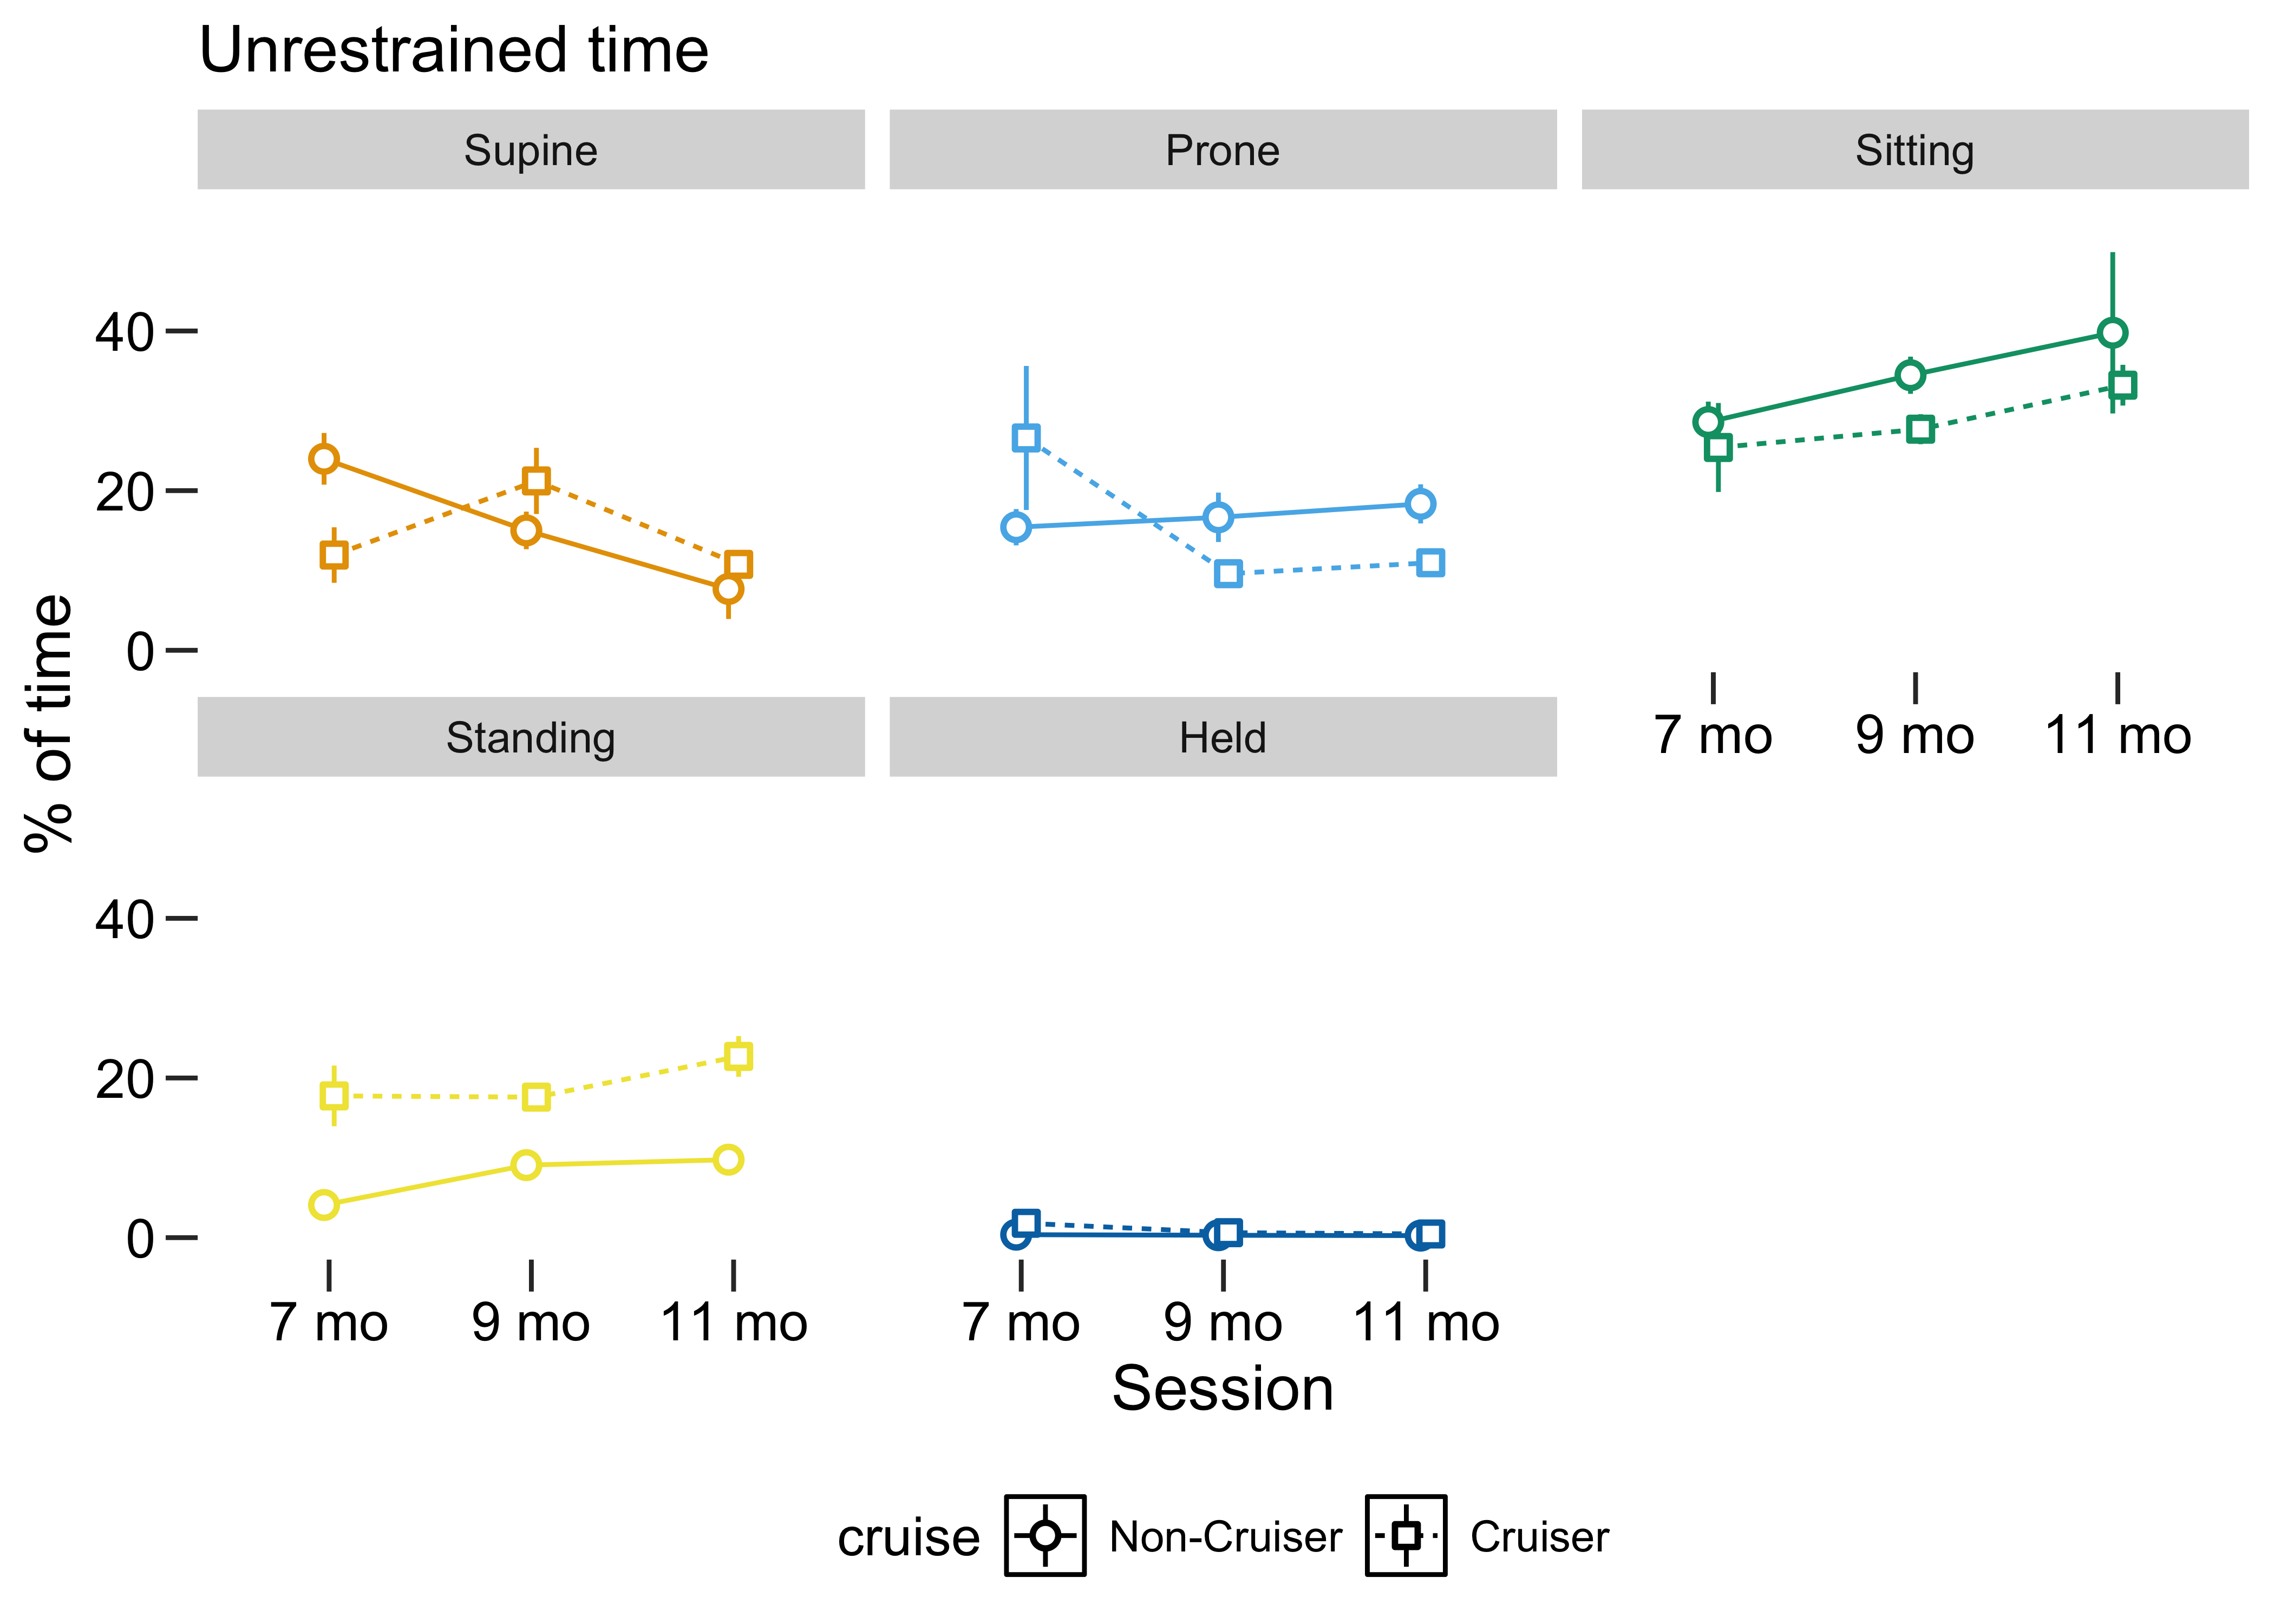 Unrestrained time
Supine
Prone
Sitting
40
20
0
% of time
7 mo
9 mo
11 mo
Standing
Held
40
20
0
7 mo
9 mo
11 mo
7 mo
9 mo
11 mo
Session
cruise
Non-Cruiser
Cruiser